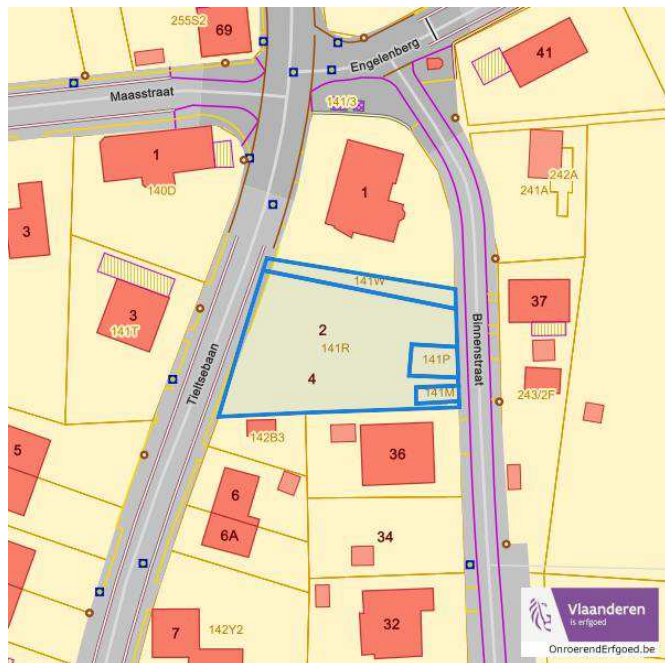 255S2
69
Engelenberg
41
Maasstraat
141/3
1
140D
1
242A
241A
3
3
141T
141W
2
141R
4
141P
141M
Tieltsebaan
Binnenstraat
37
243/2F
142B3
5
36
6
6A
34
7
142Y2
32
Vlaanderen
is erfgoed
OnroerendErfgoed.be